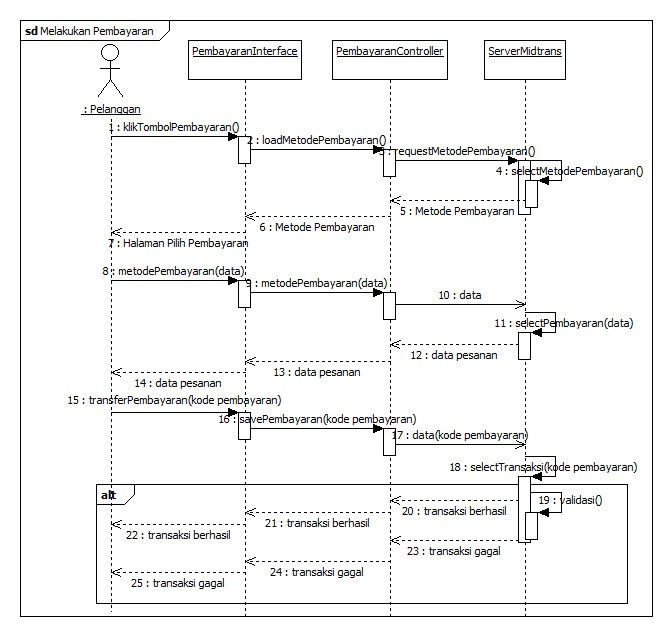 sd Melakukan Pembayaran
PembayaranInterface
PembayaranController
ServerMidtrans
: Pelanggan
1 : klikTombolPembayaran()
2 : loadMetodePembayaran()
3 : requestMetodePembayaran()
4 : selectMetodePembayaran()
5 : Metode Pembayaran
6 : Metode Pembayaran
7 : Halaman Pilih Pembayaran
8 : metodePembayaran(data)
9 : metodePembayaran(data)
10 : data
11 : selectPembayaran(data)
12 : data pesanan
13 : data pesanan
14 : data pesanan
15 : transferPembayaran(kode pembayaran)
16 : savePembayaran(kode pembayaran)
17 : data(kode pembayaran)
18 : selectTransaksi(kode pembayaran)
alt
19 : validasi()
20 : transaksi berhasil
21 : transaksi berhasil
22 : transaksi berhasil
23 : transaksi gagal
24 : transaksi gagal
25 : transaksi gagal